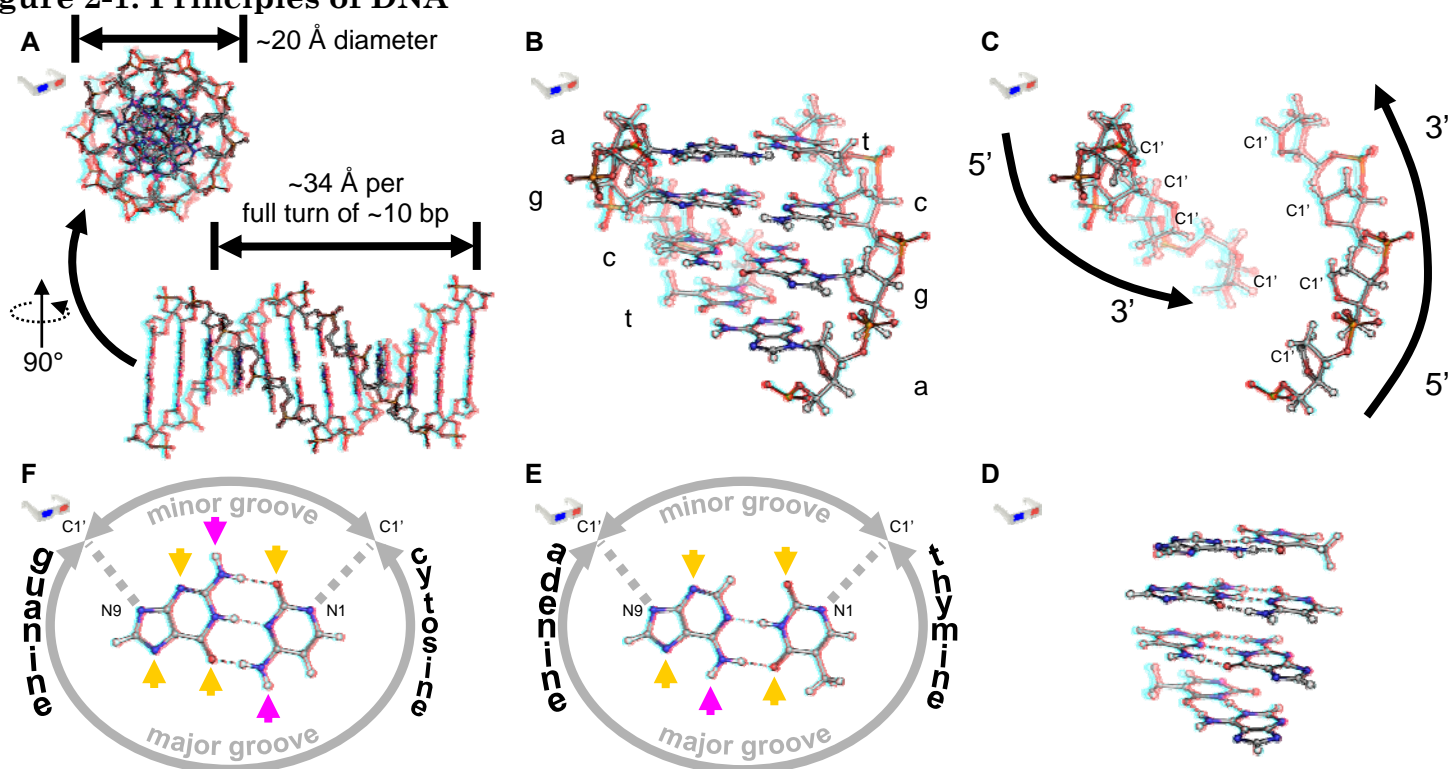 gure 2-1. Principles of DNA
A
~20 Å diameter
~34 Å per
full turn of ~10 bp
90°
B
a
t
g
c
c
g
t
a
C
5’
3’
C1’
C1’
C1’
C1’
C1’
C1’
C1’
C1’
3’
5’
F
minor groove
C1’
C1’
guanine
cytosine
N9
N1
major groove
E
minor groove
C1’
C1’
adenine
thymine
N9
N1
major groove
D